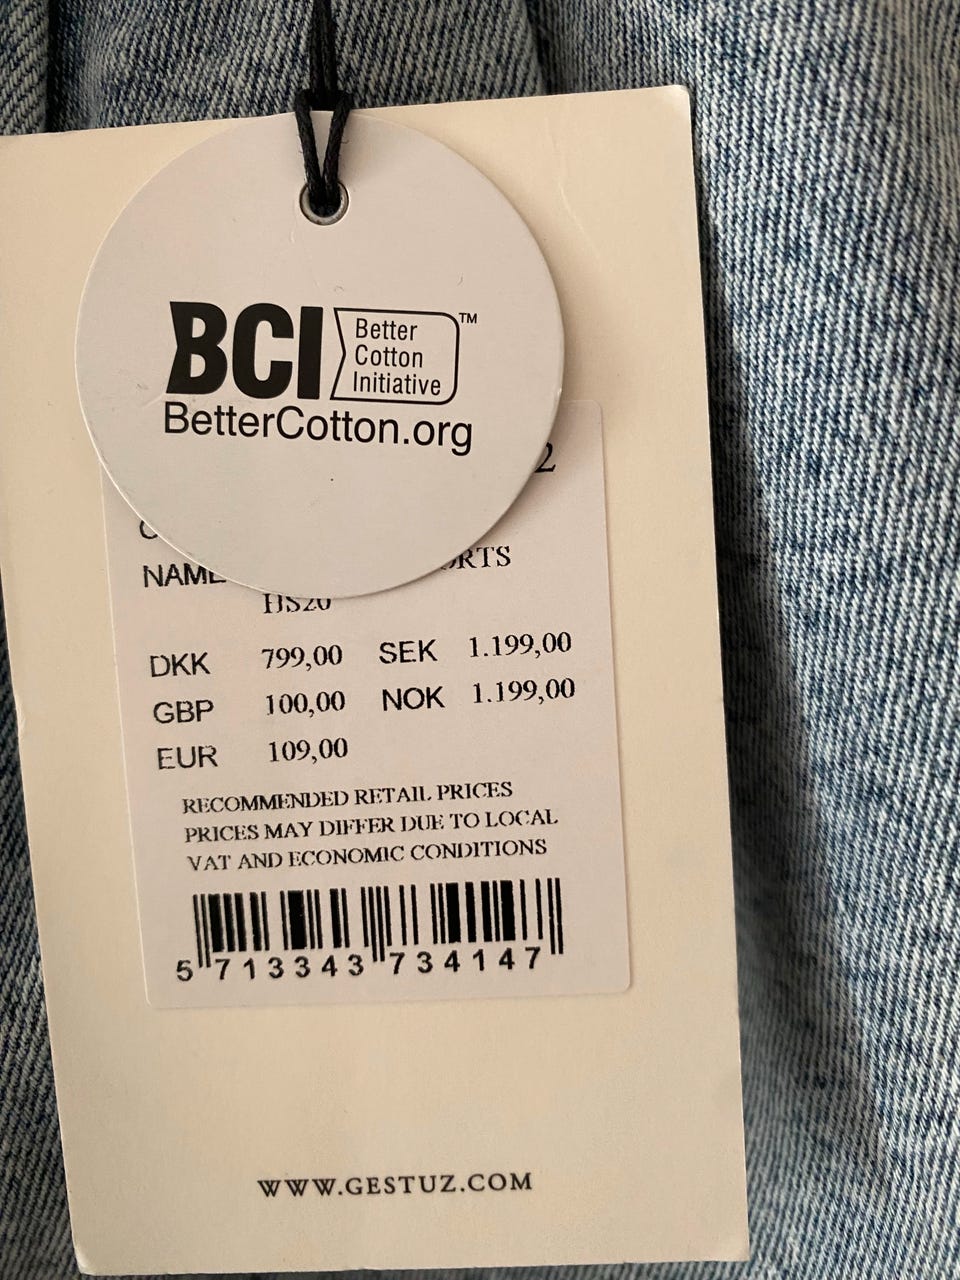 BCI
Better
Cotton
Initiative
™
BetterCotton.org
2
NAME
HS20
DKK 799,00 SEK 1.199,00
GBP 100,00 NOK 1.199,00
EUR 109,00
RECOMMENDED RETAIL PRICES
PRICES MAY DIFFER DUE TO LOCAL
VAT AND ECONOMIC CONDITIONS
5 713343 734147
WWW.GESTUZ.COM